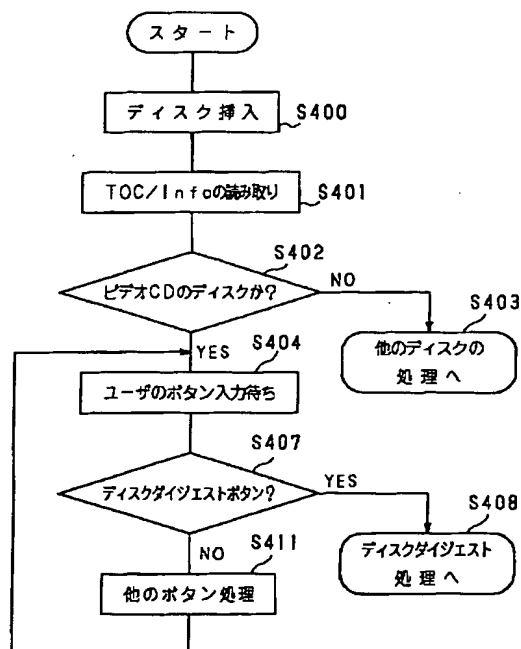 スタート
ディスク挿入
S400
TOC/Infoの読み取り
S401
S402
ビデオCDのディスクか?
NO
S403
他のディスクの
処理へ
YES
S404
ユーザのボタン入力待ち
S407
ディスクダイジェストボタン?
YES
S408
ディスクダイジェスト
処理へ
NO
S411
他のボタン処理